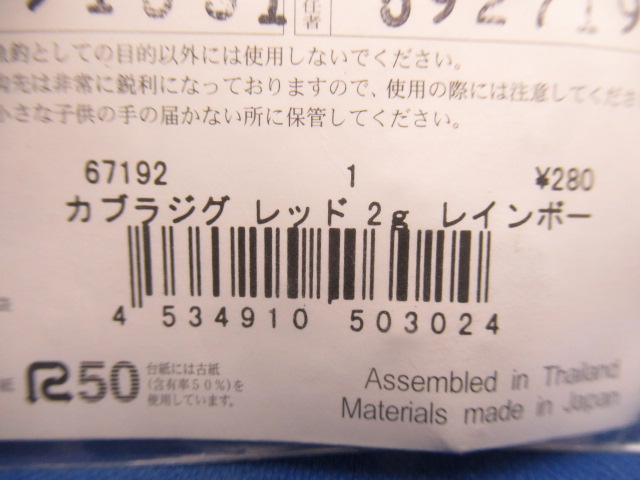 任者
魚釣としての目的以外には使用しないでください。
先は非常に鋭利になっておりますので、使用の際には注意してくださ
小さな子供の手の届かない所に保管してください。
67192 1 ¥280
カブラジグ レッド 2g レインボー
4 534910 503024
R50
台紙には古紙
(含有率50%)を
使用しています。
紙
Assembled in Thailand
Materials made in Japan